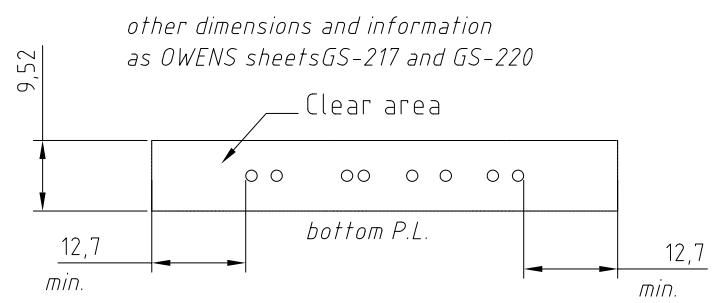 other dimensions and information
as OWENS sheetsGS-217 and GS-220
9,52
Clear area
bottom P.L.
12,7
min.
12,7
min.